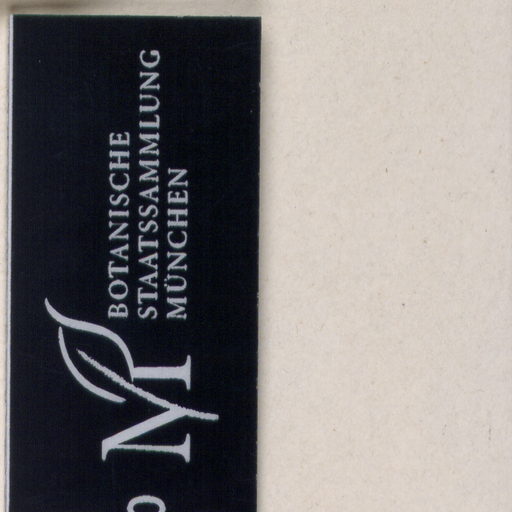 BOTANISCHE
STAATSSAMMLUNG
MÜNCHEN
M